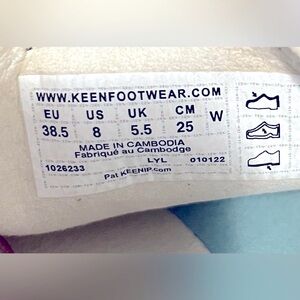 WWW.KEENFOOTWEAR.COM
EU US UK CM W
38.5 8 5.5 25
MADE IN CAMBODIA
Fabriqué au Cambodge
1026233 LYL 010122
Pat KEENIP.com